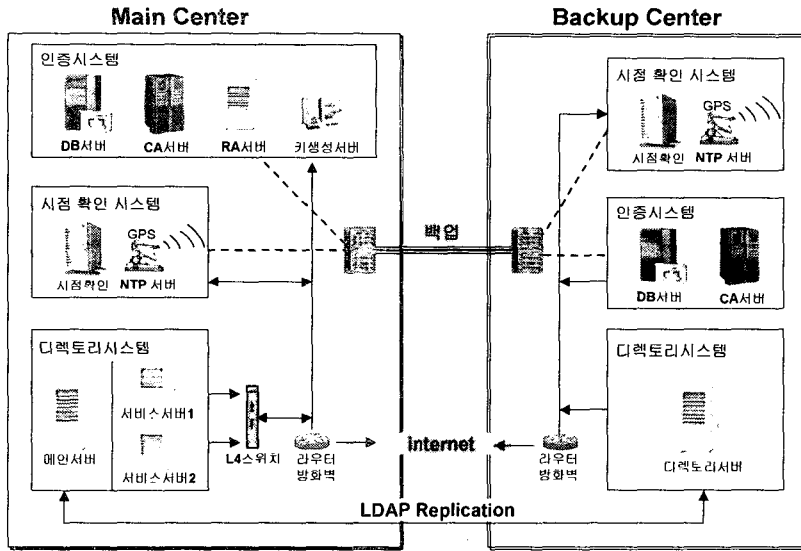 Main Center
인증시스템
DB서버
CA서버
RA서버
키생성서버
시점 확인 시스템
GPS
시점확인
NTP 서버
디렉토리시스템
메인서버
서비스서버1
서비스서버2
L4스위치
라우터
방화벽
백업
Internet
LDAP Replication
Backup Center
시점 확인 시스템
GPS
시점확인
NTP 서버
인증시스템
DB서버
CA서버
디렉토리시스템
디렉토리서버
라우터
방화벽